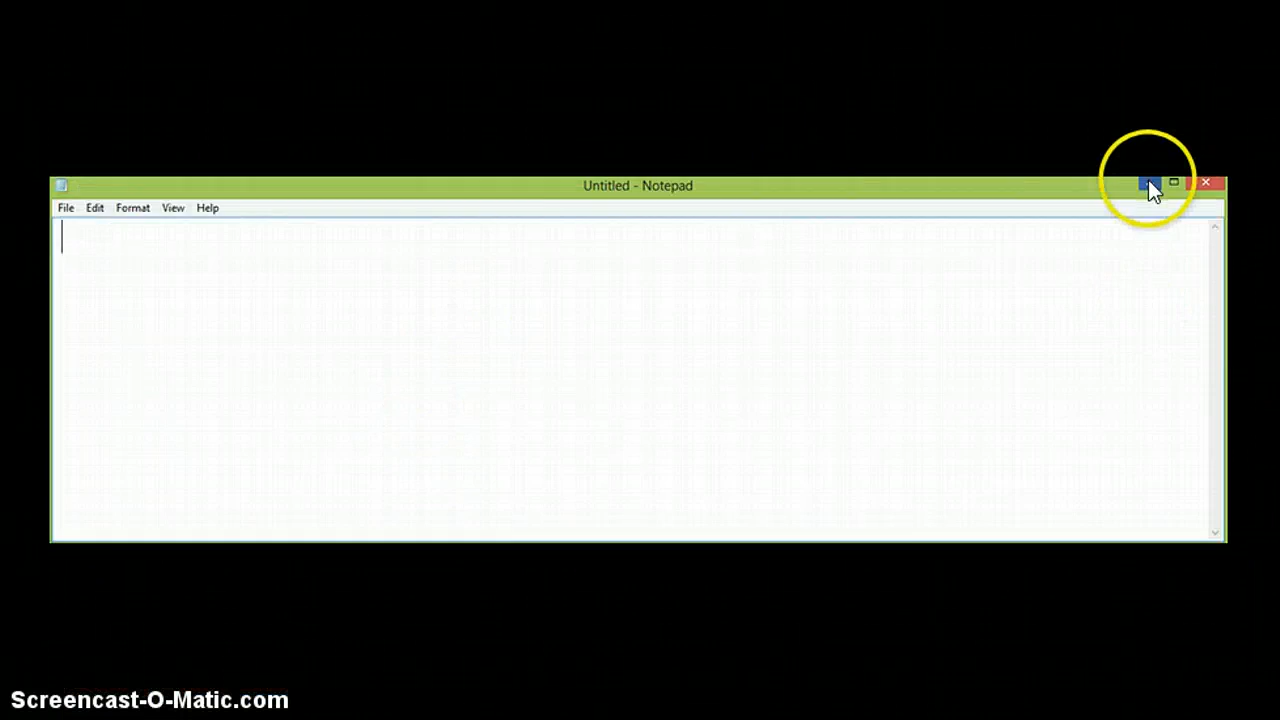 Untitled - Notepad
File Edit Format View Help
Screencast-O-Matic.com